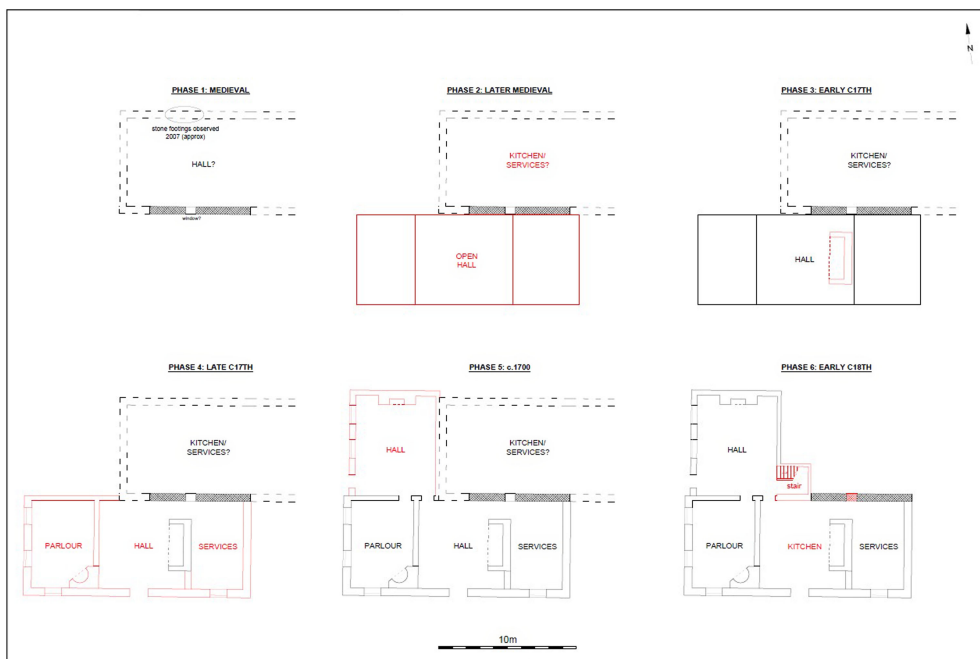 N
PHASE 1: MEDIEVAL
stone footings observed
2007 (approx)
HALL?
window?
PHASE 2: LATER MEDIEVAL
KITCHEN/
SERVICES?
OPEN
HALL
PHASE 3: EARLY C17TH
KITCHEN/
SERVICES?
HALL
PHASE 4: LATE C17TH
KITCHEN/
SERVICES?
PARLOUR
HALL
SERVICES
PHASE 5: c.1700
HALL
KITCHEN/
SERVICES?
PARLOUR
HALL
SERVICES
PHASE 6: EARLY C18TH
HALL
stair
PARLOUR
KITCHEN
SERVICES
10m